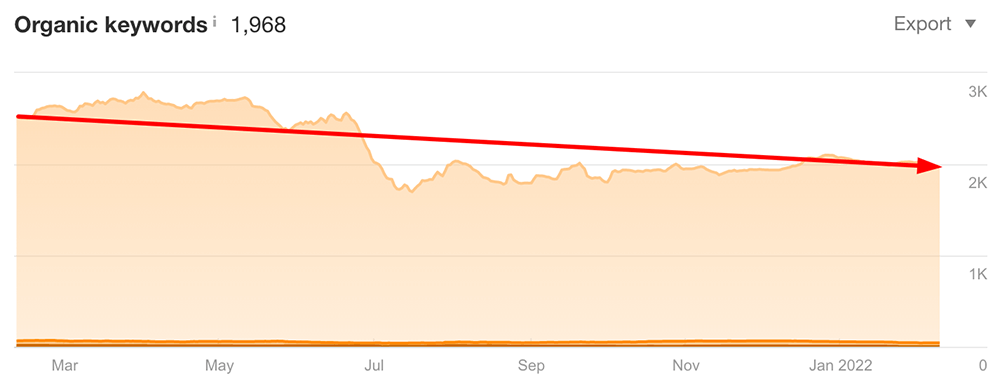 Organic keywords i 1,968
Export
3K
2K
1K
Mar May Jul Sep Nov Jan 2022 0